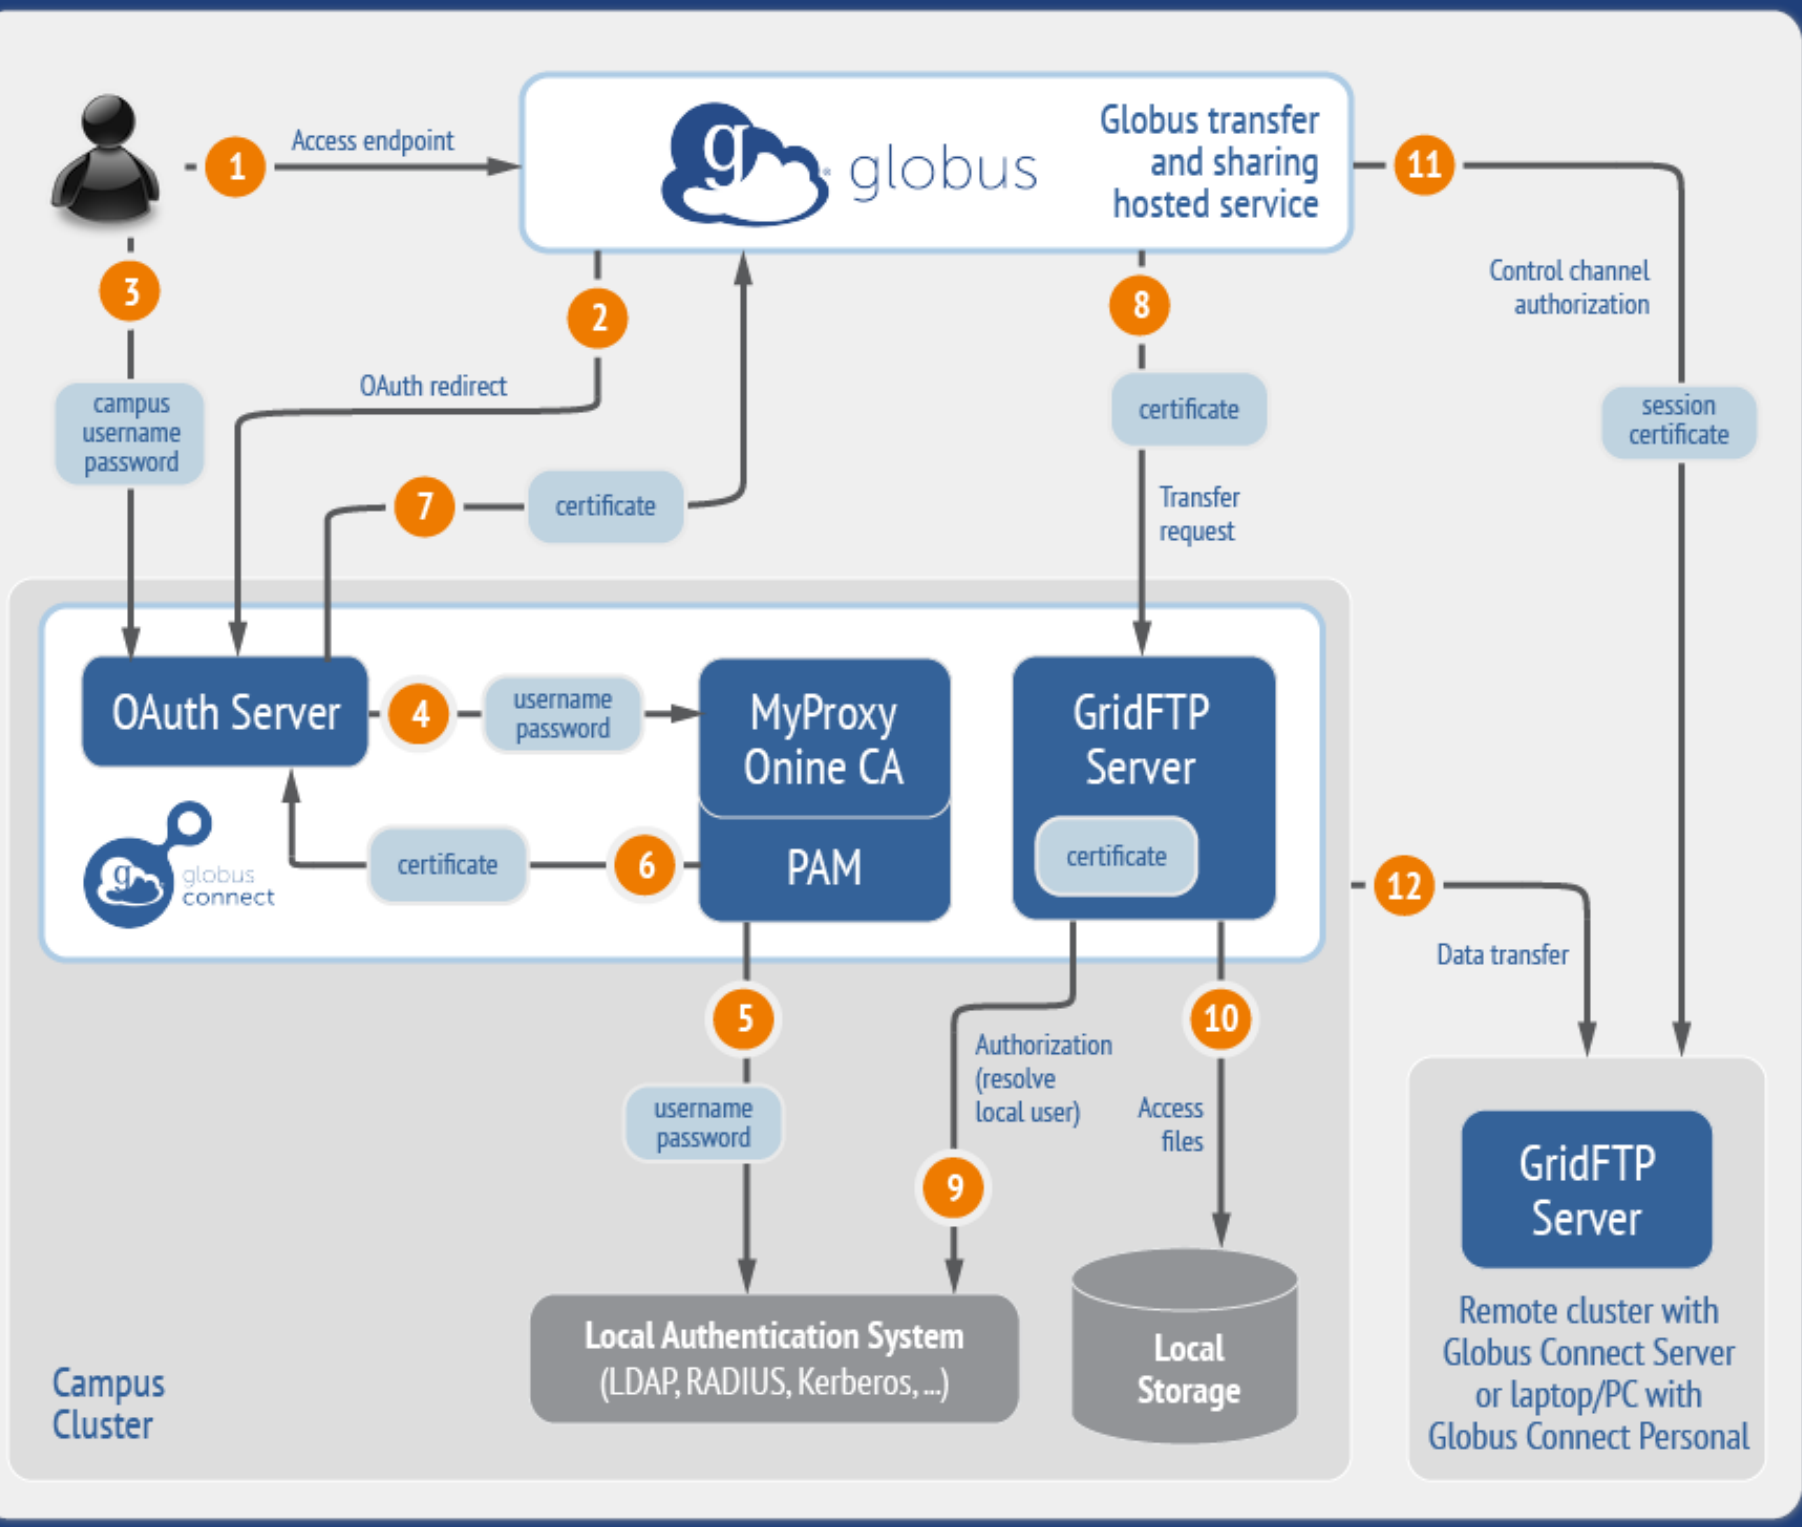 1
Access endpoint
g
globus
Globus transfer
and sharing
hosted service
11
3
2
8
Control channel
authorization
OAuth redirect
campus
username
password
certificate
session
certificate
7
certificate
Transfer
request
OAuth Server
4
username
password
MyProxy
Onine CA
GridFTP
Server
g
globus
connect
certificate
6
PAM
certificate
12
Data transfer
5
10
Authorization
(resolve
local user)
Access
files
username
password
9
GridFTP
Server
Local Authentication System
(LDAP, RADIUS, Kerberos, ...)
Local
Storage
Remote cluster with
Globus Connect Server
or laptop/PC with
Globus Connect Personal
Campus
Cluster